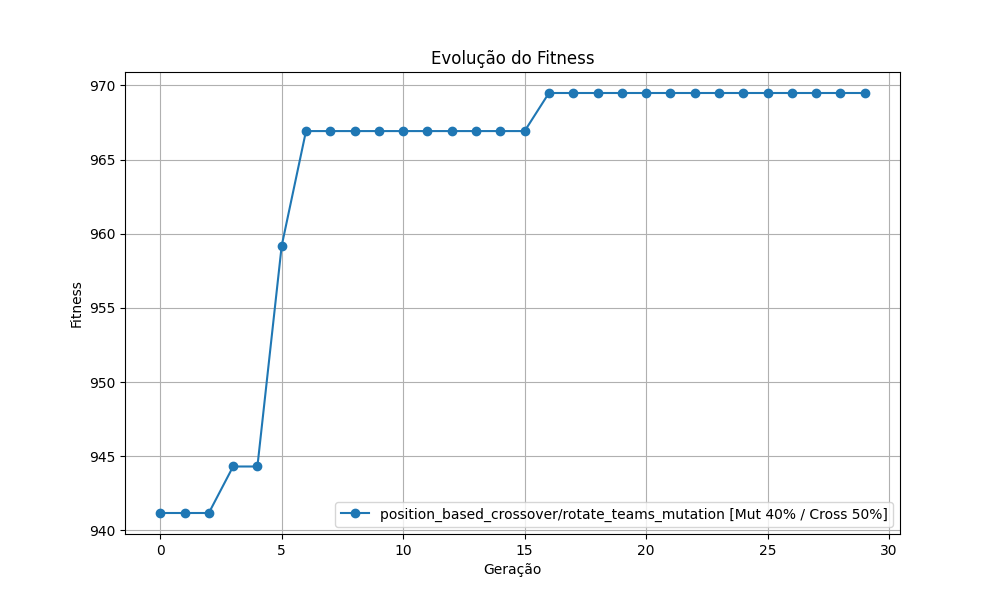 Evolução do Fitness
970
965
960
955
950
945
940
Fitness
position_based_crossover/rotate_teams_mutation [Mut 40% / Cross 50%]
0 5 10 15 20 25 30
Geração